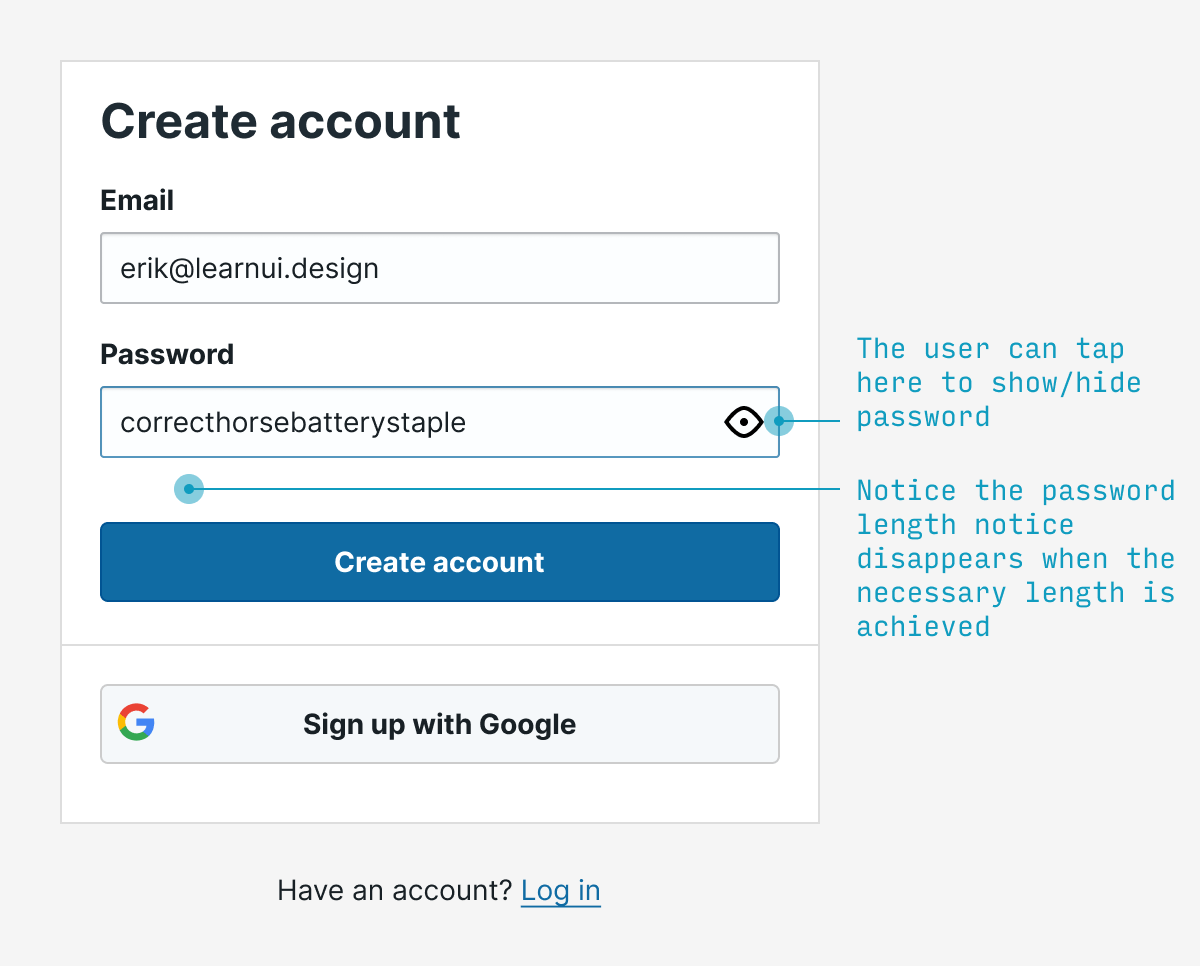 Create account
Email
erik@learnui.design
Password
correcthorsebatterystaple
The user can tap
here to show/hide
password
Notice the password
length notice
disappears when the
necessary length is
achieved
Create account
Sign up with Google
Have an account? Log in